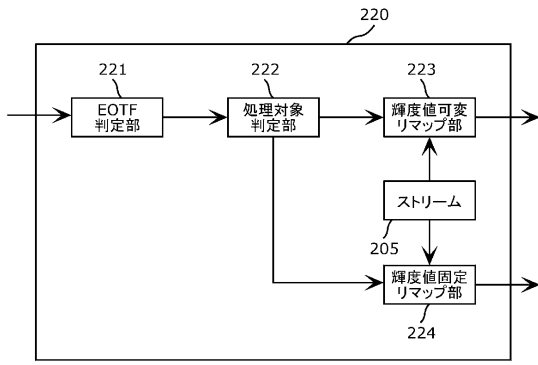 220
221
222
223
EOTF
判定部
処理対象
判定部
輝度値可変
リマップ部
ストリーム
205
輝度値固定
リマップ部
224